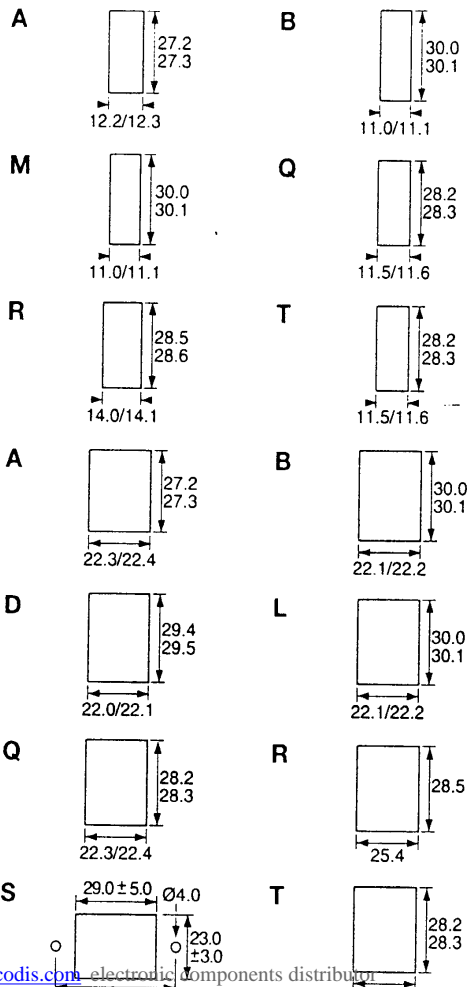 A
27.2
27.3
12.2/12.3
B
30.0
30.1
11.0/11.1
M
30.0
30.1
11.0/11.1
Q
28.2
28.3
11.5/11.6
R
28.5
28.6
14.0/14.1
T
28.2
28.3
11.5/11.6
A
27.2
27.3
22.3/22.4
B
30.0
30.1
22.1/22.2
D
29.4
29.5
22.0/22.1
L
30.0
30.1
22.1/22.2
Q
28.2
28.3
22.3/22.4
R
28.5
25.4
S
29.0 ± 5.0
Ø4.0
23.0
±3.0
T
28.2
28.3
codis.com electronic components distributor